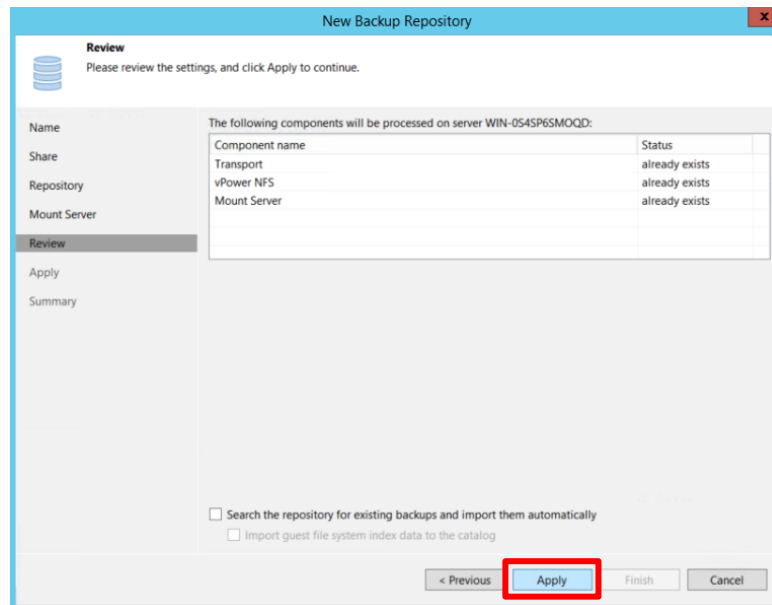 New Backup Repository
x
Review
Please review the settings, and click Apply to continue.
Name
Share
Repository
Mount Server
Review
Apply
Summary
The following components will be processed on server WIN-0S4SP6SMOQD:
Component name Status
Transport already exists
vPower NFS already exists
Mount Server already exists
Search the repository for existing backups and import them automatically
Import guest file system index data to the catalog
< Previous Apply Finish Cancel